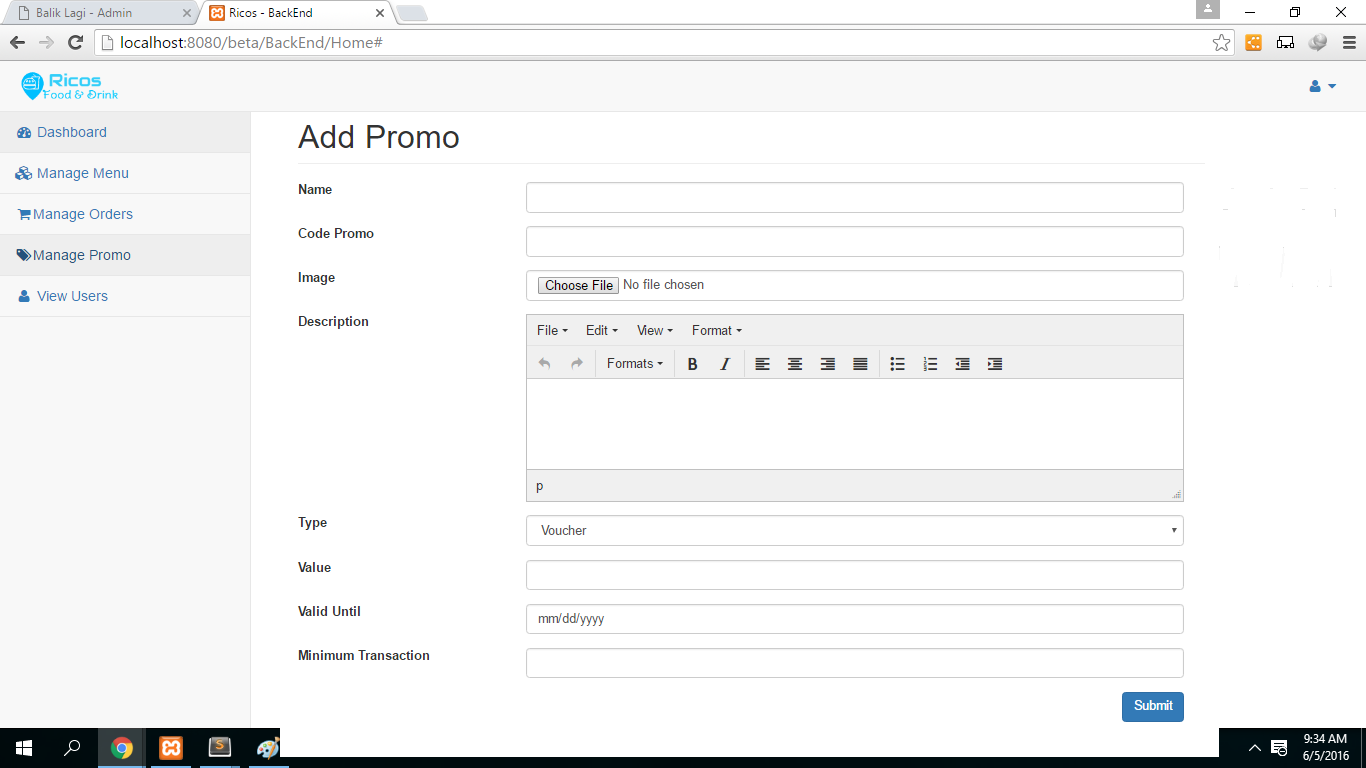 Balik Lagi - Admin
Ricos - BackEnd
localhost:8080/beta/BackEnd/Home#
Ricos
Food & Drink
Dashboard
Manage Menu
Manage Orders
Manage Promo
View Users
Add Promo
Name
Code Promo
Image
Choose File No file chosen
Description
File Edit View Format
Formats B I
p
Type
Voucher
Value
Valid Until
mm/dd/yyyy
Minimum Transaction
Submit
9:34 AM
6/5/2016